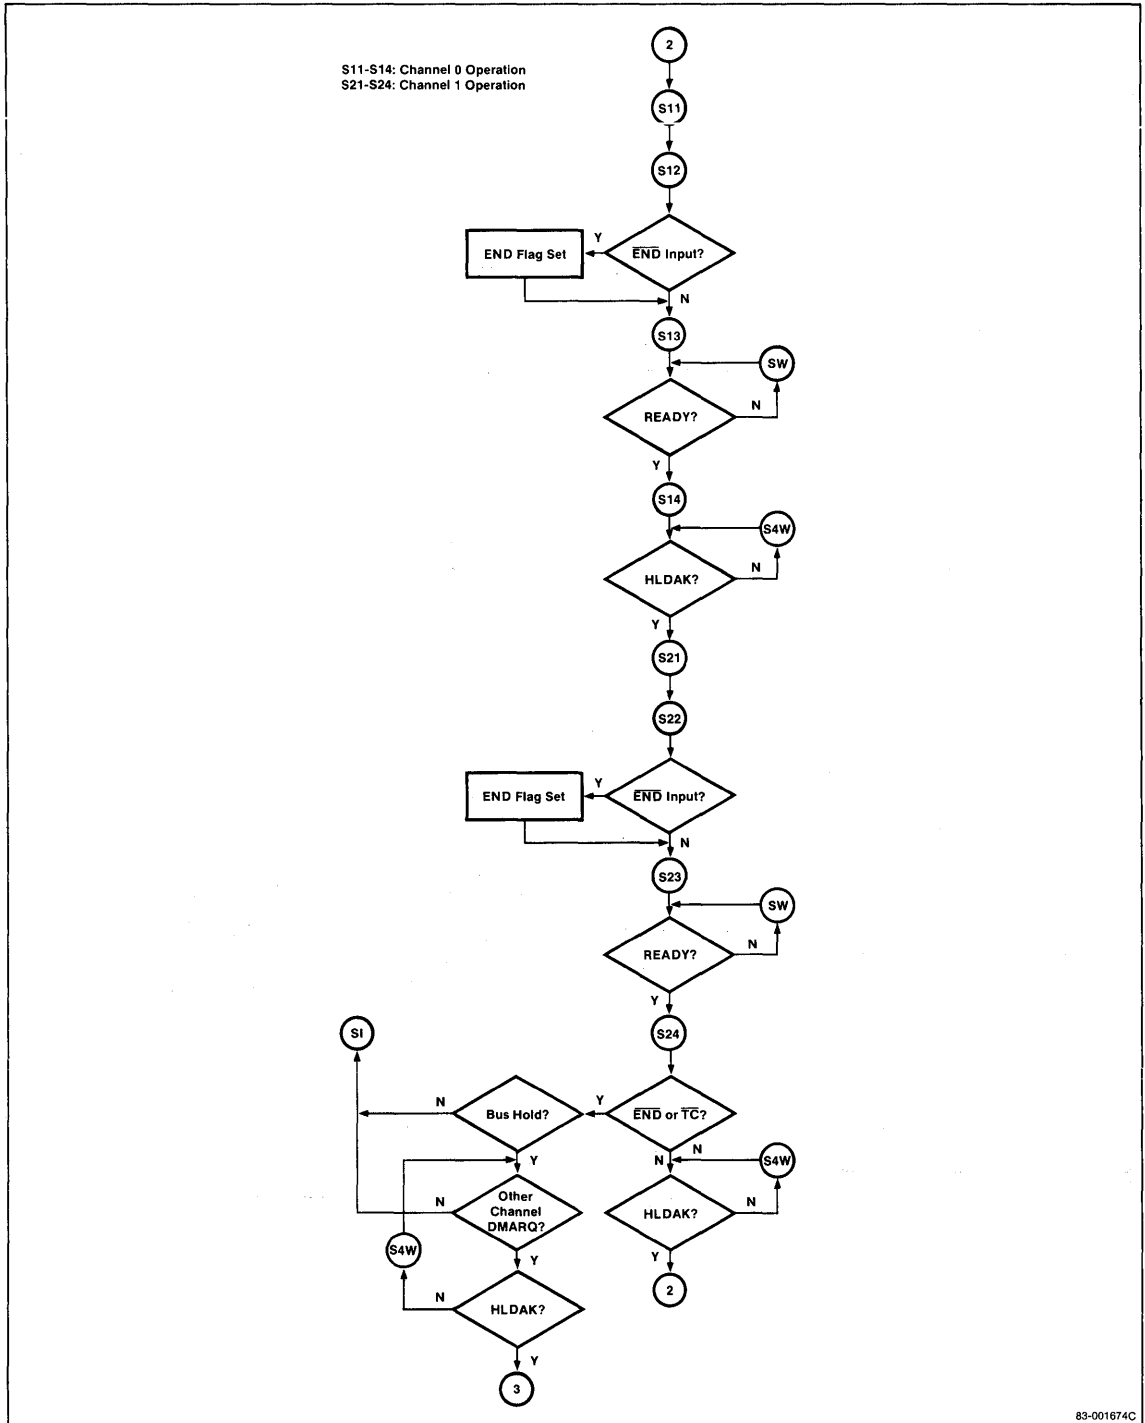 2
S11-S14: Channel 0 Operation
S21-S24: Channel 1 Operation
S11
S12
END Flag Set
Y
END Input?
N
S13
SW
READY?
N
Y
S14
S4W
HLDAK?
N
Y
S21
S22
END Flag Set
Y
END Input?
N
S23
SW
READY?
N
Y
S24
SI
N
Bus Hold?
Y
END or TC?
Y
N
N
S4W
N
Other
Channel
DMARQ?
HLDAK?
N
Y
Y
S4W
2
N
HLDAK?
Y
3
83-001674C